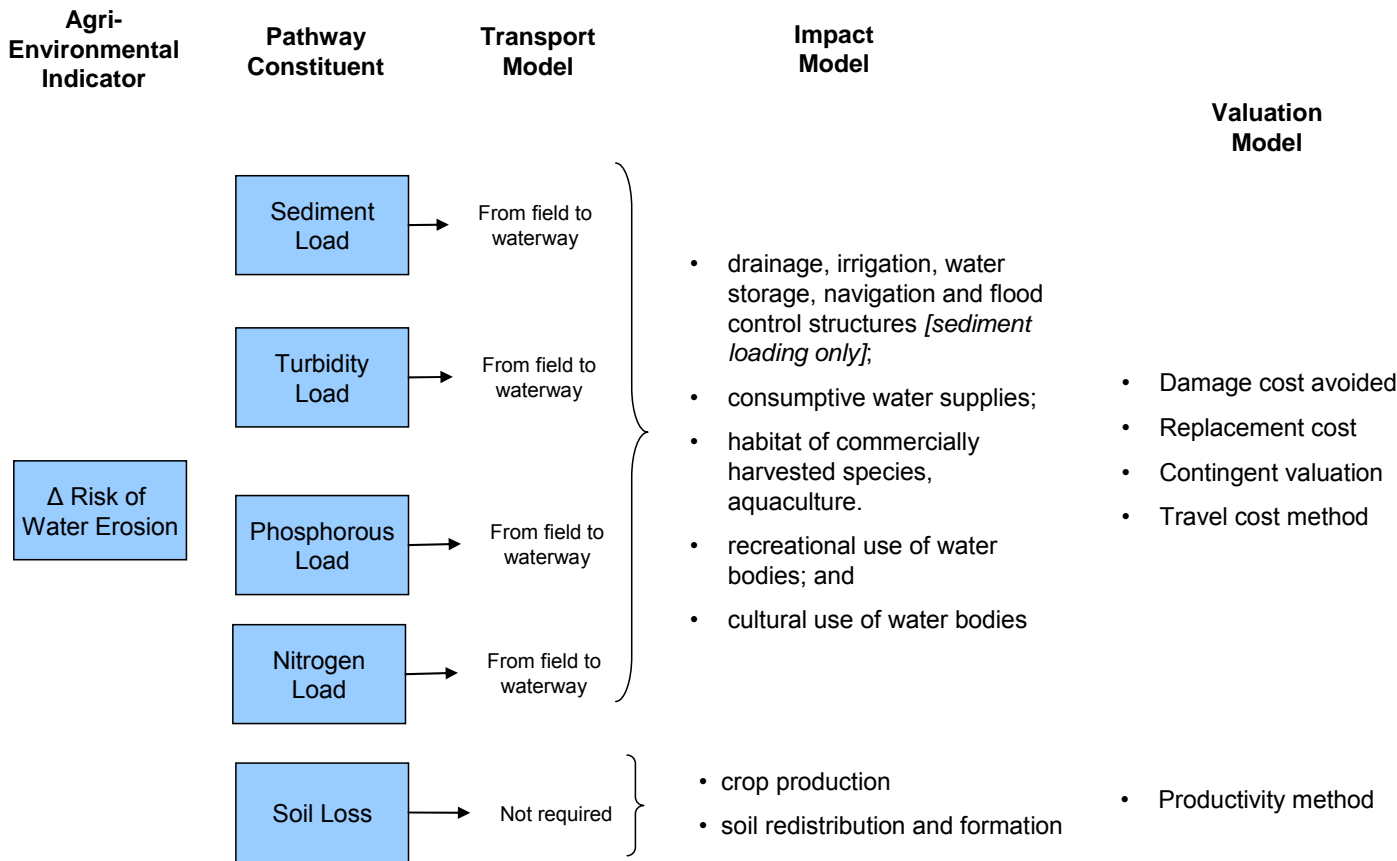 Agri-
Environmental
Indicator
Pathway
Constituent
Transport
Model
Impact
Model
Valuation
Model
Sediment
Load
From field to
waterway
Turbidity
Load
From field to
waterway
Δ Risk of
Water Erosion
Phosphorous
Load
From field to
waterway
Nitrogen
Load
From field to
waterway
• drainage, irrigation, water
storage, navigation and flood
control structures [sediment
loading only];
• consumptive water supplies;
• habitat of commercially
harvested species,
aquaculture.
• recreational use of water
bodies; and
• cultural use of water bodies
• Damage cost avoided
• Replacement cost
• Contingent valuation
• Travel cost method
Soil Loss
Not required
• crop production
• soil redistribution and formation
• Productivity method